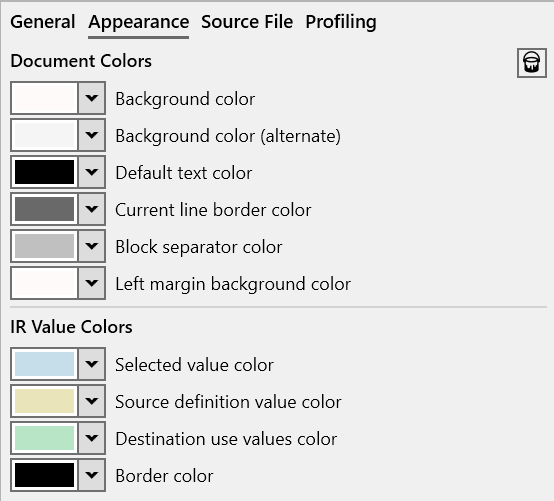 General Appearance Source File Profiling
Document Colors
Background color
Background color (alternate)
Default text color
Current line border color
Block separator color
Left margin background color
IR Value Colors
Selected value color
Source definition value color
Destination use values color
Border color